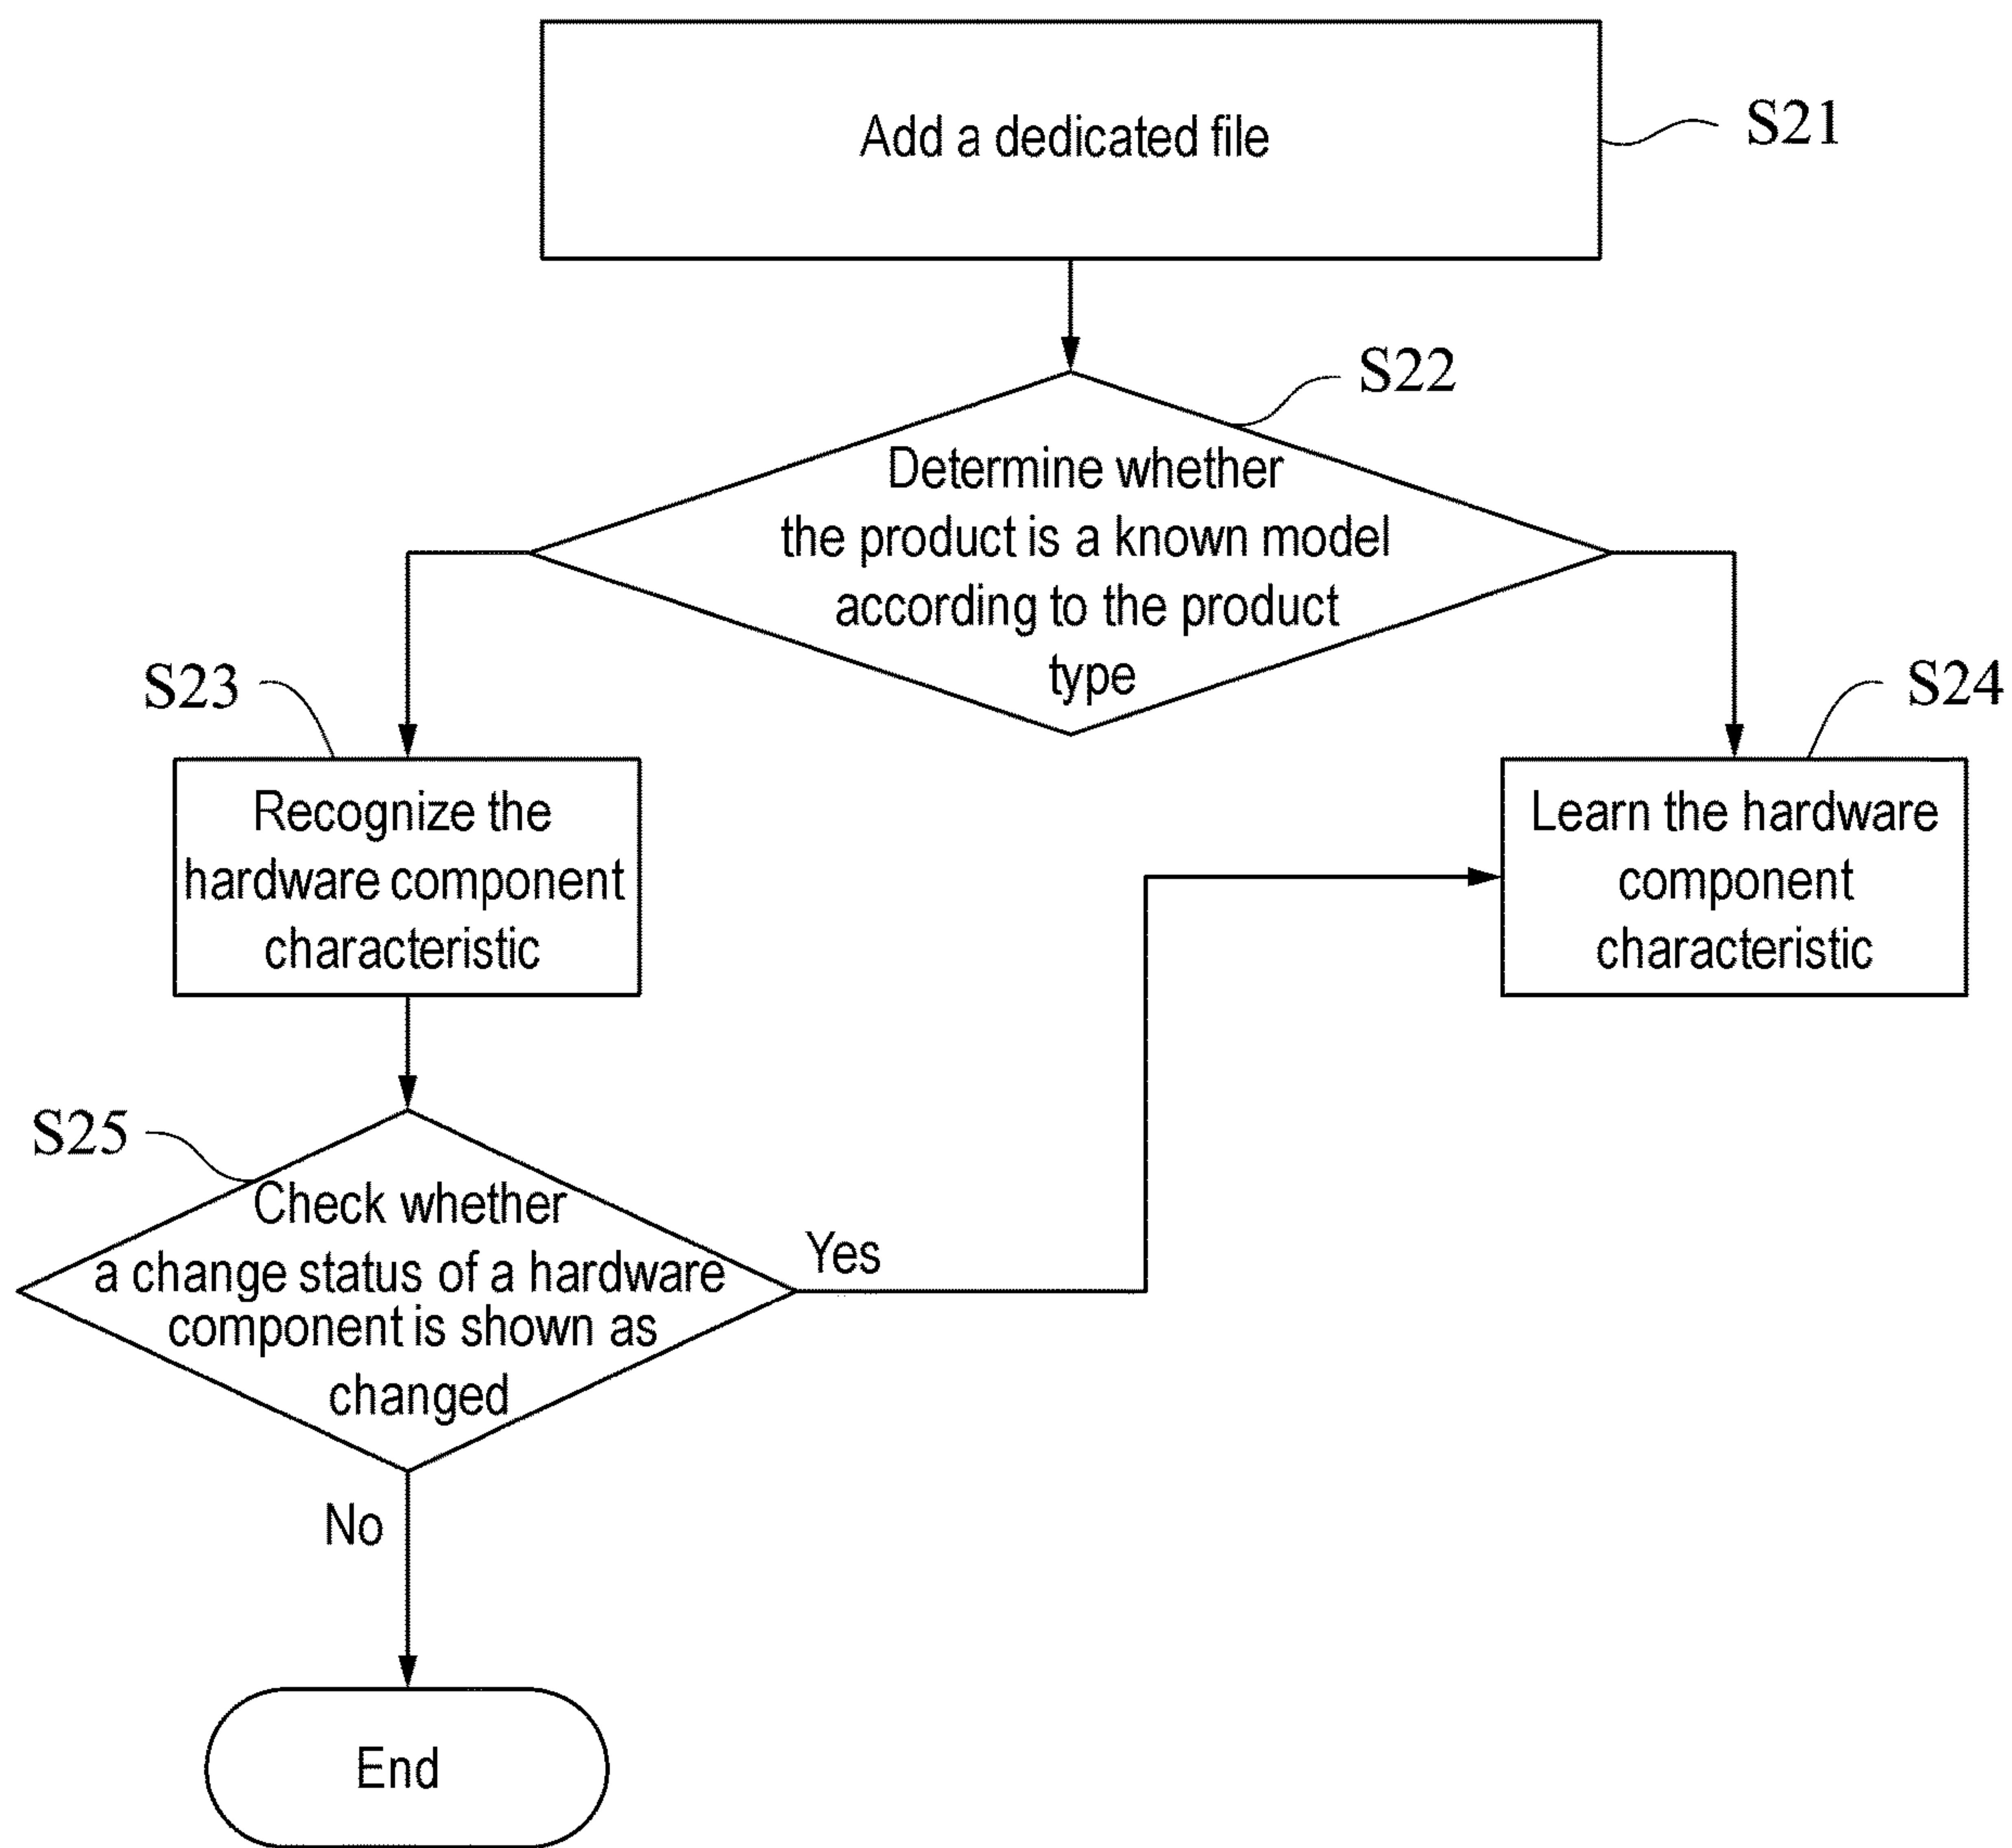 Add a dedicated file
S21
S22
Determine whether
the product is a known model
according to the product
type
S23
S24
Recognize the
hardware component
characteristic
Learn the hardware
component
characteristic
S25
Check whether
a change status of a hardware
component is shown as
changed
Yes
No
End